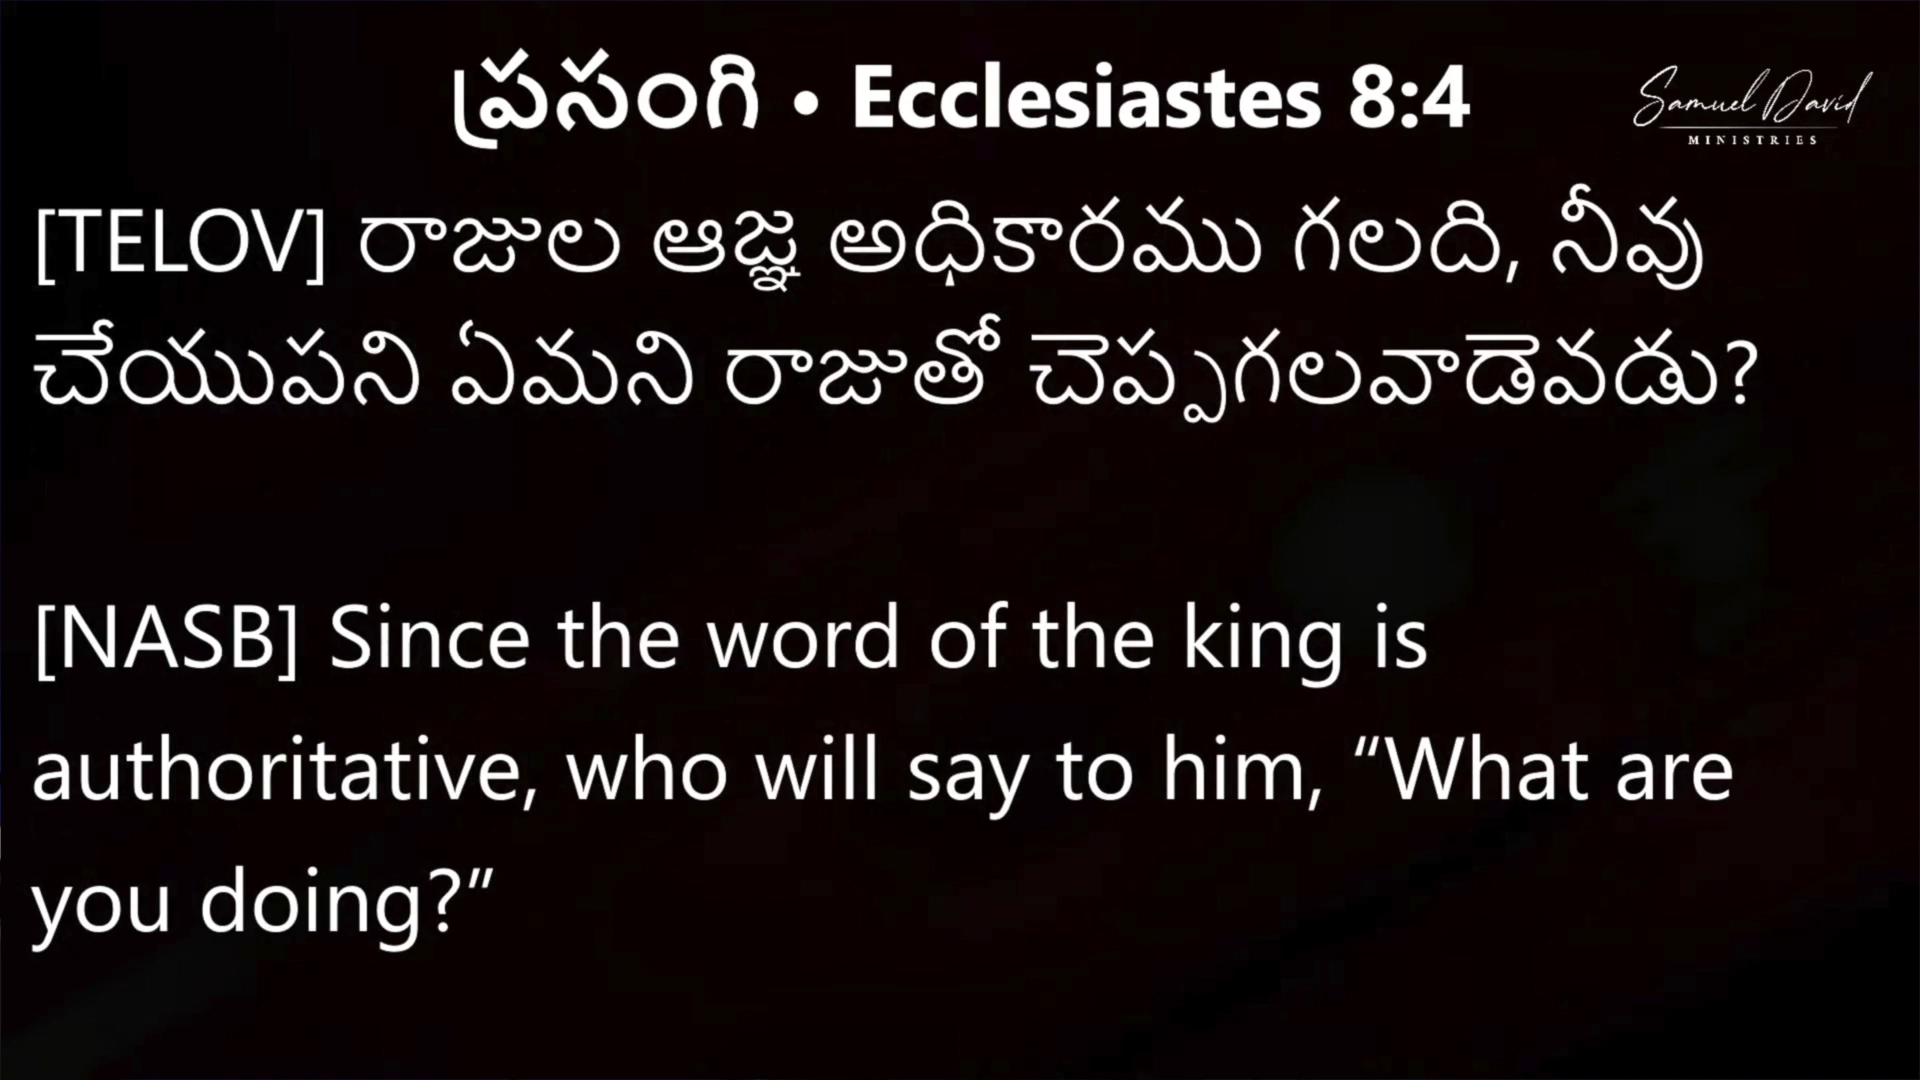 ప్రసంగి • Ecclesiastes 8:4
Samuel David
MINISTRIES
[TELOV] రాజుల ఆజ్ఞ అధికారము గలది, నీవు
చేయుపని ఏమని రాజుతో చెప్పగలవాడెవడు?
[NASB] Since the word of the king is
authoritative, who will say to him, “What are
you doing?”